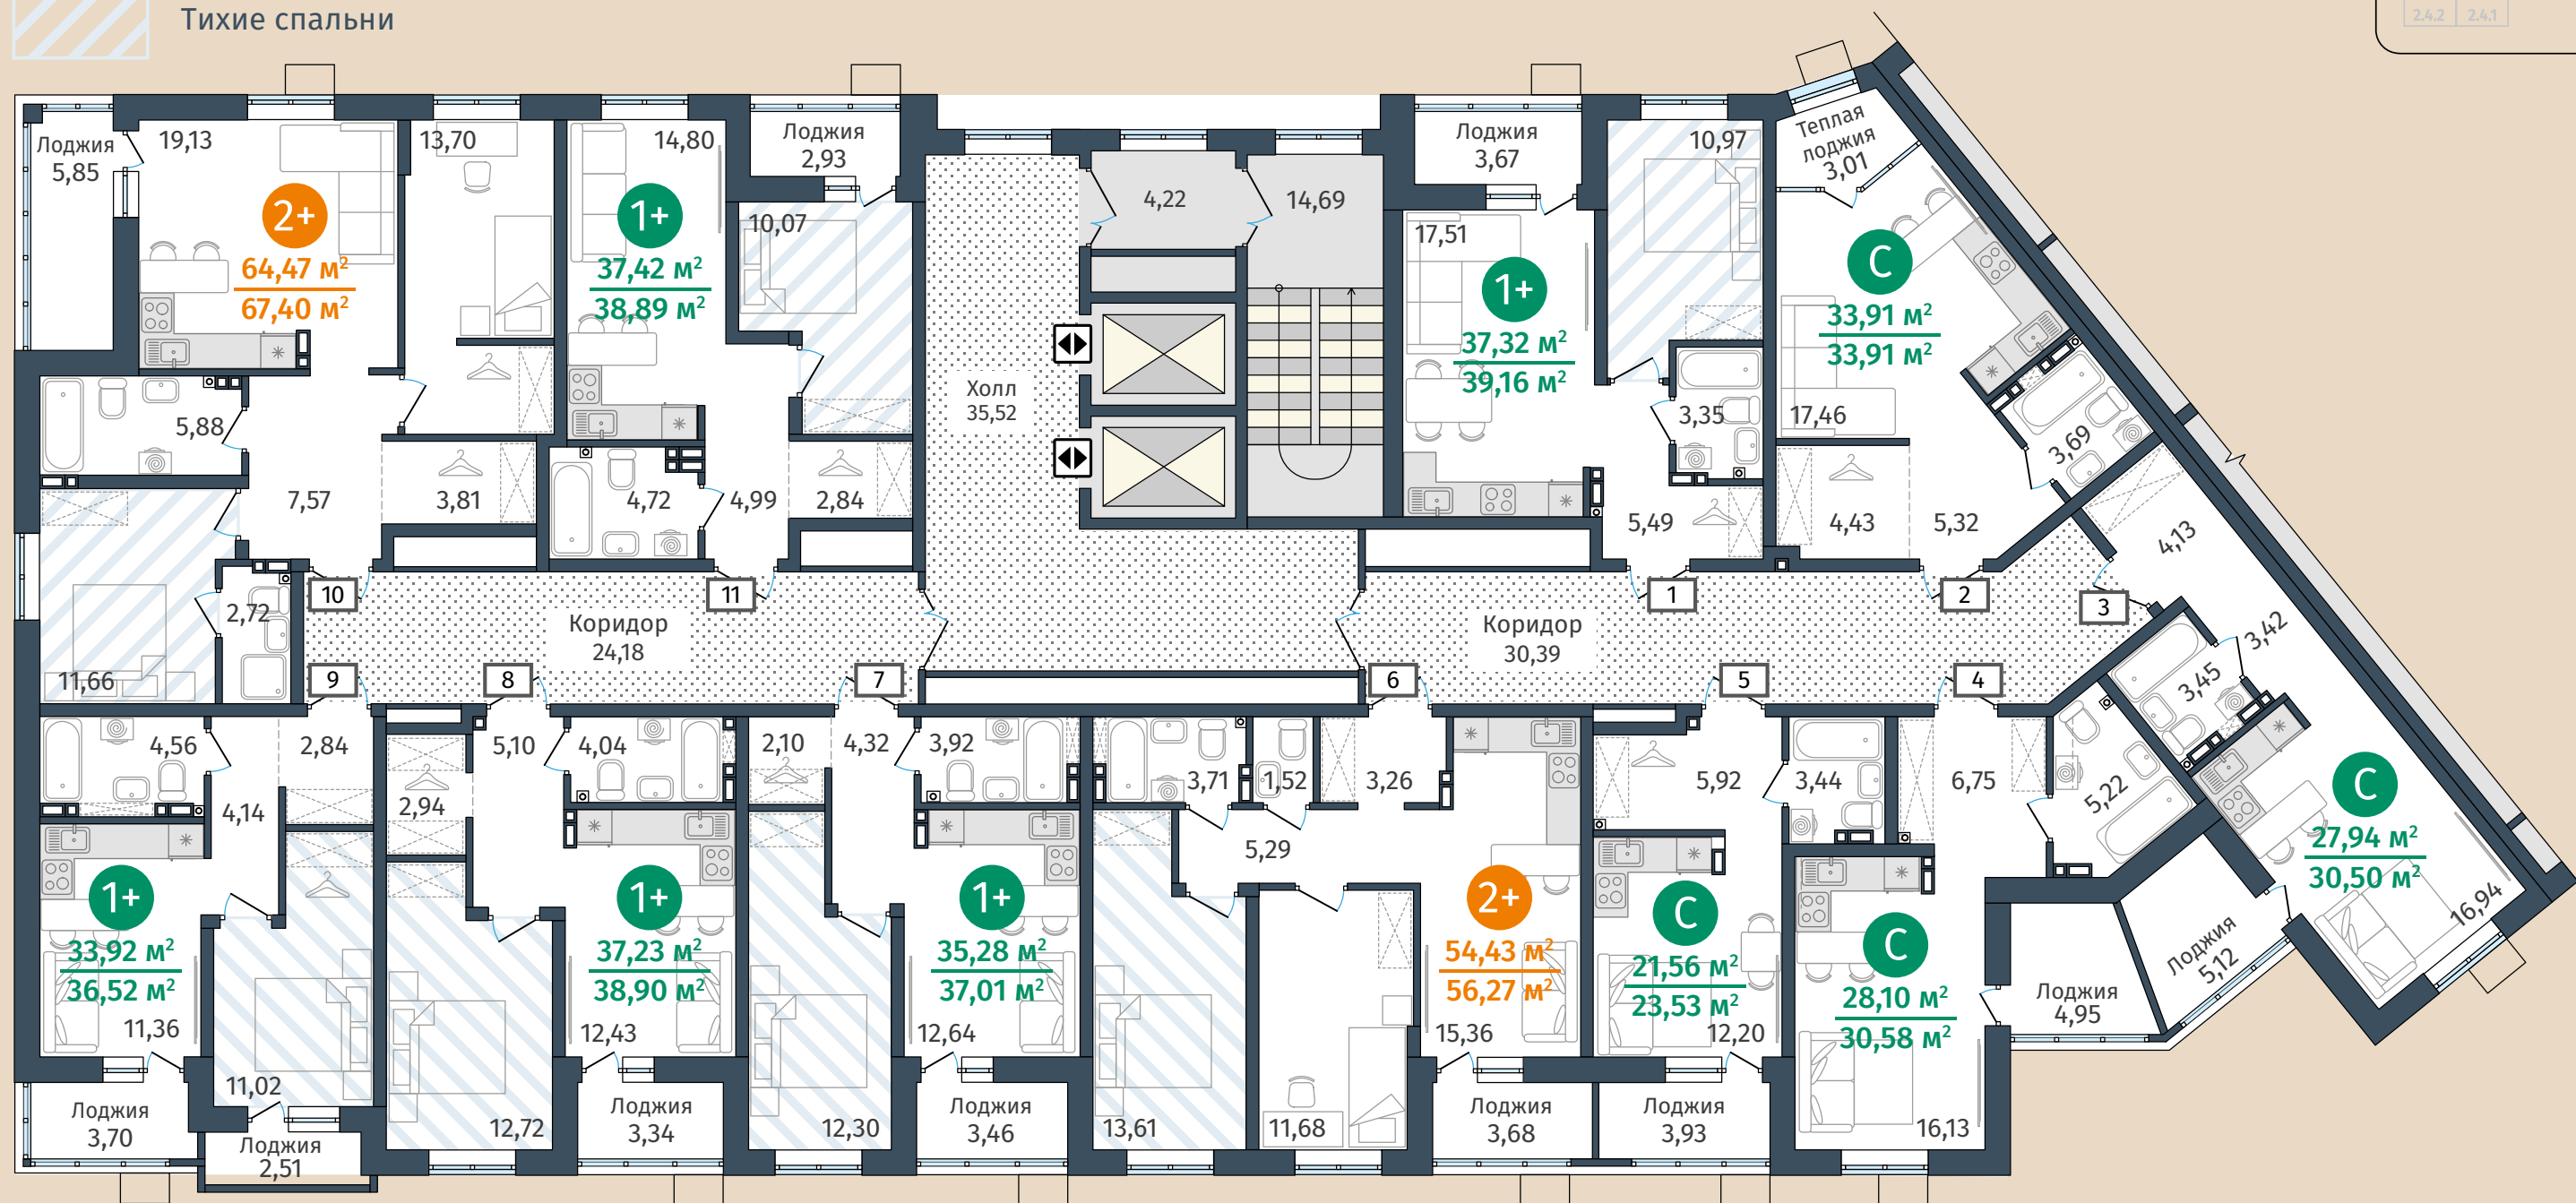 Тихие спальни
2.4.2 2.4.1
Лоджия
5,85
19,13
2+
64,47 м²
67,40 м²
13,70
5,88
7,57
3,81
11,66
2,72
10
14,80
1+
37,42 м²
38,89 м²
Лоджия
2,93
10,07
4,72
4,99
2,84
11
Холл
35,52
4,22
14,69
Лоджия
3,67
17,51
1+
37,32 м²
39,16 м²
10,97
3,35
5,49
1
Теплая
лоджия
3,01
С
33,91 м²
33,91 м²
17,46
3,69
4,43
5,32
2
4,13
3
3,42
3,45
Коридор
24,18
Коридор
30,39
9
8
7
6
5
4
4,56
2,84
4,14
1+
33,92 м²
36,52 м²
11,36
11,02
Лоджия
3,70
Лоджия
2,51
5,10
4,04
2,94
1+
37,23 м²
38,90 м²
12,43
12,72
Лоджия
3,34
2,10
4,32
3,92
1+
35,28 м²
37,01 м²
12,64
12,30
Лоджия
3,46
3,71
1,52
3,26
5,29
2+
54,43 м²
56,27 м²
15,36
13,61
11,68
Лоджия
3,68
5,92
3,44
С
21,56 м²
23,53 м²
12,20
Лоджия
3,93
6,75
5,22
С
28,10 м²
30,58 м²
16,13
Лоджия
4,95
С
27,94 м²
30,50 м²
16,94
Лоджия
5,12